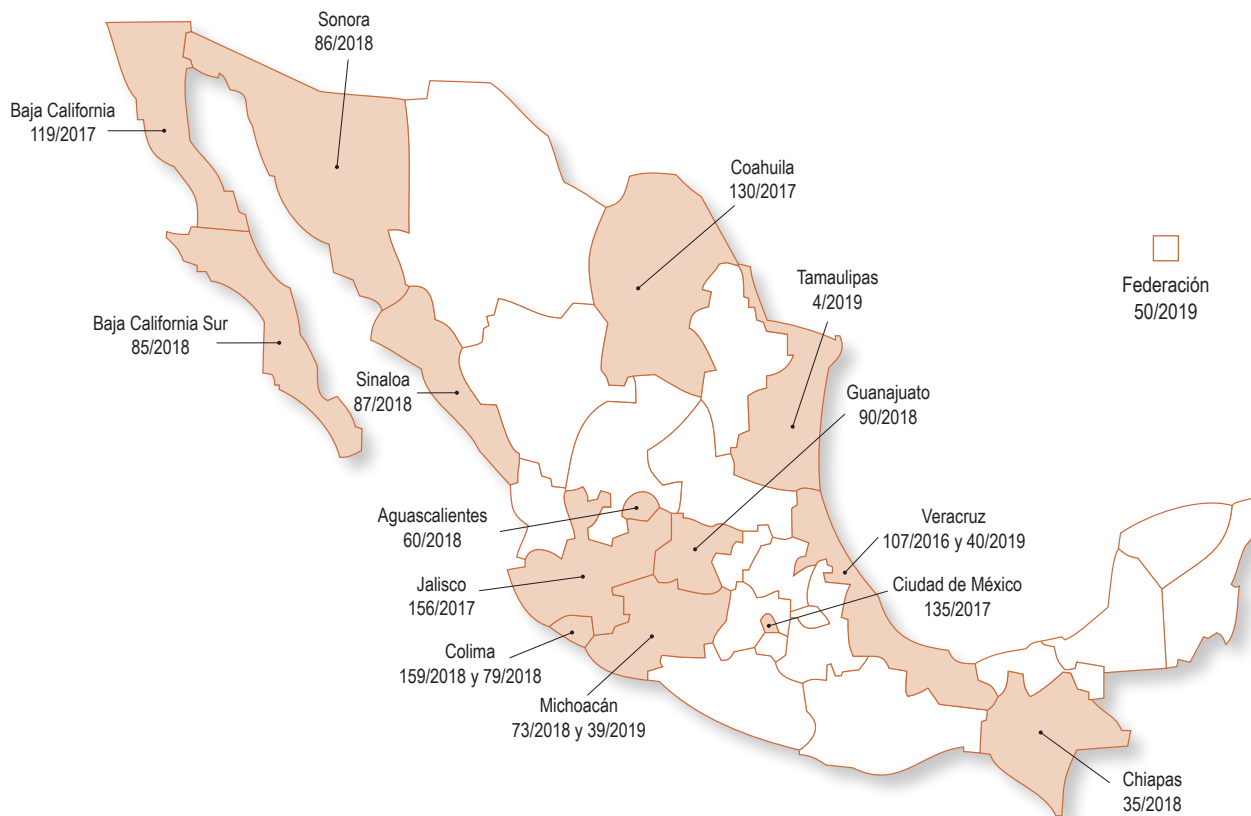 Sonora
86/2018
Baja California
119/2017
Coahuila
130/2017
Tamaulipas
4/2019
Federación
50/2019
Baja California Sur
85/2018
Sinaloa
87/2018
Guanajuato
90/2018
Aguascalientes
60/2018
Veracruz
107/2016 y 40/2019
Jalisco
156/2017
Ciudad de México
135/2017
Colima
159/2018 y 79/2018
Michoacán
73/2018 y 39/2019
Chiapas
35/2018